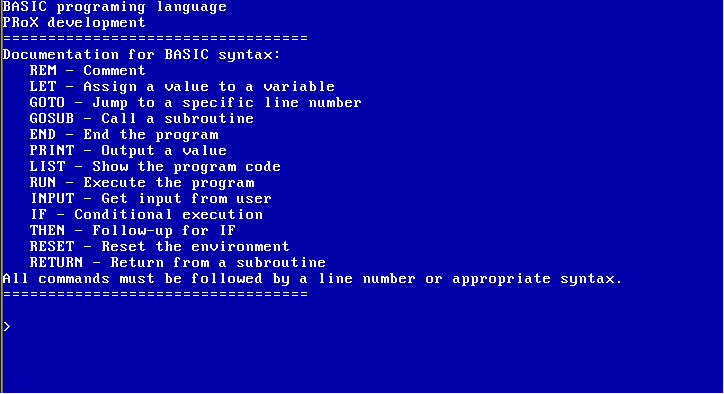 BASIC programing language
PRoX development
==================================
Documentation for BASIC syntax:
REM - Comment
LET - Assign a value to a variable
GOTO - Jump to a specific line number
GOSUB - Call a subroutine
END - End the program
PRINT - Output a value
LIST - Show the program code
RUN - Execute the program
INPUT - Get input from user
IF - Conditional execution
THEN - Follow-up for IF
RESET - Reset the environment
RETURN - Return from a subroutine
All commands must be followed by a line number or appropriate syntax.
==================================
>